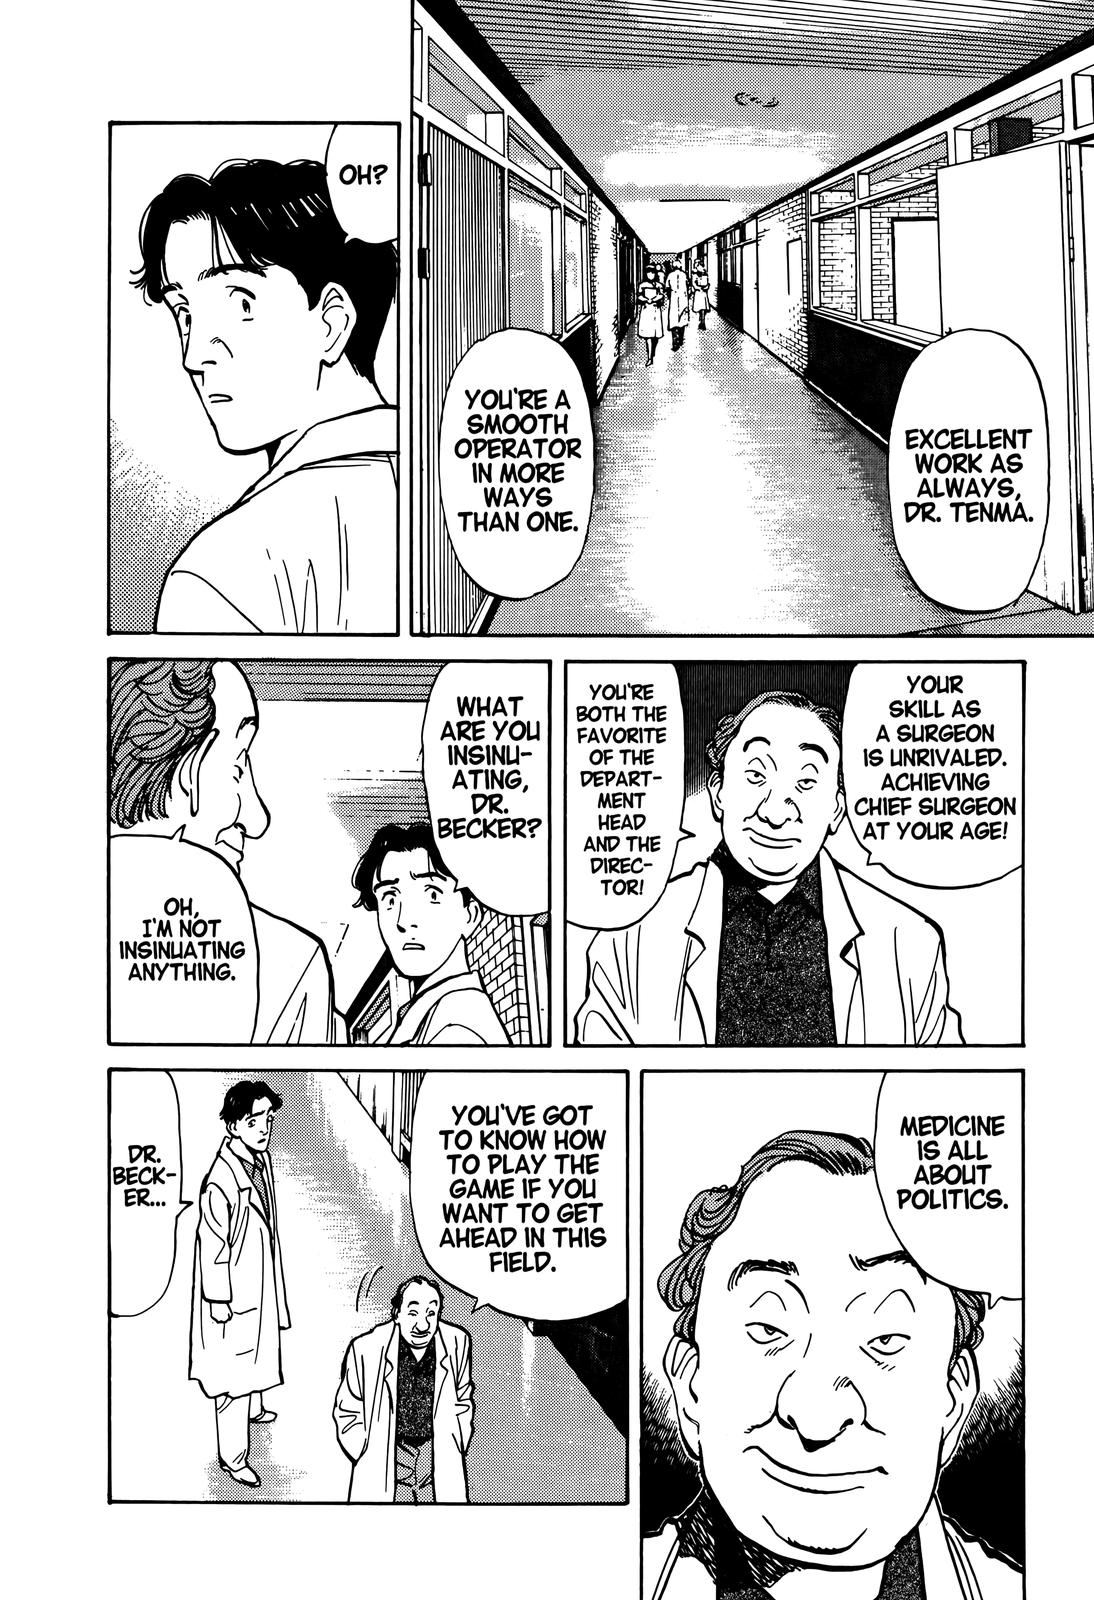 EXCELLENT
WORK AS
ALWAYS,
DR. TENMA.
YOU'RE A
SMOOTH
OPERATOR
IN MORE
WAYS
THAN ONE.
OH?
YOUR
SKILL AS
A SURGEON
IS UNRIVALED.
ACHIEVING
CHIEF SURGEON
AT YOUR AGE!
YOU'RE
BOTH THE
FAVORITE
OF THE
DEPART-
MENT
HEAD
AND THE
DIREC-
TOR!
WHAT
ARE YOU
INSINU-
ATING,
DR.
BECKER?
OH,
I'M NOT
INSINUATING
ANYTHING.
MEDICINE
IS ALL
ABOUT
POLITICS.
YOU'VE GOT
TO KNOW HOW
TO PLAY THE
GAME IF YOU
WANT TO GET
AHEAD IN THIS
FIELD.
DR.
BECK-
ER...